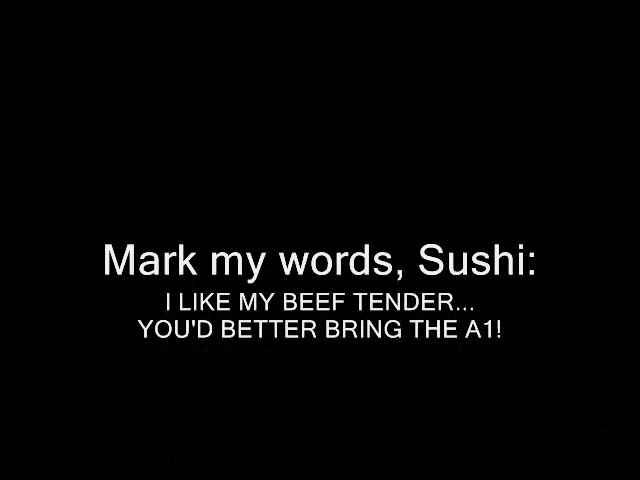 Mark my words, Sushi:
I LIKE MY BEEF TENDER...
YOU'D BETTER BRING THE A1!